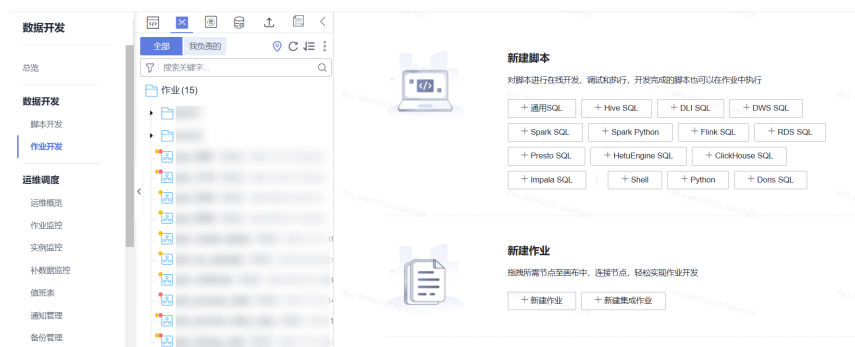 数据开发
总览
数据开发
脚本开发
作业开发
运维调度
运维概览
作业监控
实例监控
补数据监控
值班表
通知管理
备份管理
全部 我负责的
搜索关键字...
作业 (15)
新建脚本
对脚本进行在线开发、调试和执行，开发完成的脚本也可以在作业中执行
+ 通用SQL + Hive SQL + DLI SQL + DWS SQL
+ Spark SQL + Spark Python + Flink SQL + RDS SQL
+ Presto SQL + HetuEngine SQL + ClickHouse SQL
+ Impala SQL + Shell + Python + Doris SQL
新建作业
拖拽所需节点至画布中，连接节点，轻松实现作业开发
+ 新建作业 + 新建集成作业